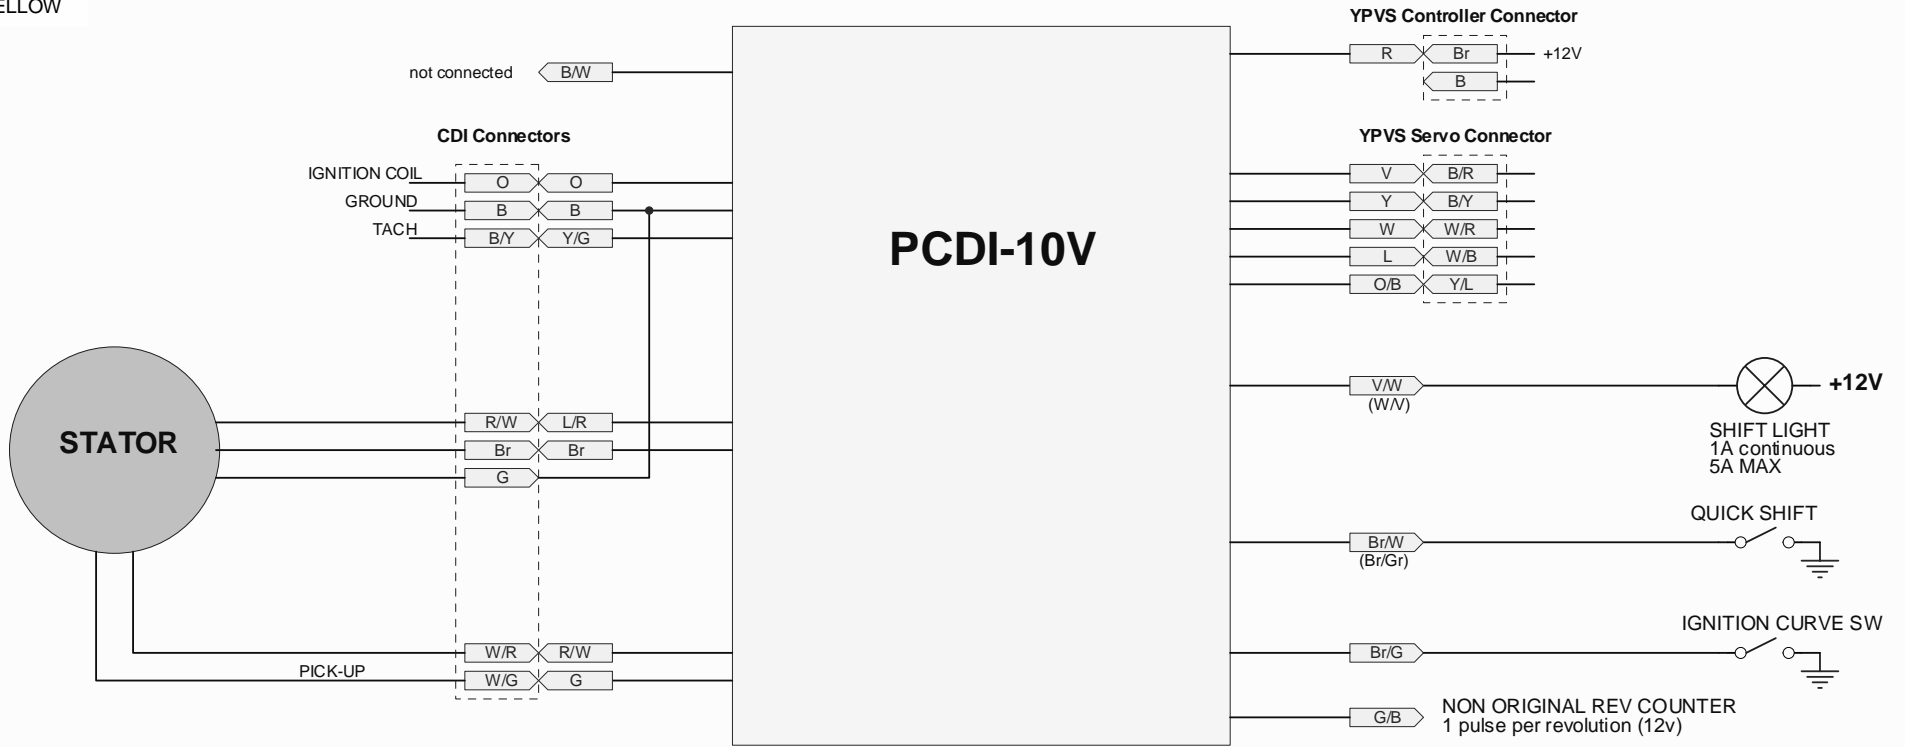 ELLOW
YPVS Controller Connector
R Br +12V
B
not connected B/W
CDI Connectors
YPVS Servo Connector
IGNITION COIL O O
GROUND B B
TACH B/Y Y/G
V B/R
Y B/Y
W W/R
L W/B
O/B Y/L
PCDI-10V
V/W
(W/V)
+12V
SHIFT LIGHT
1A continuous
5A MAX
STATOR
R/W L/R
Br Br
G
QUICK SHIFT
Br/W
(Br/Gr)
IGNITION CURVE SW
Br/G
W/R R/W
PICK-UP W/G G
G/B
NON ORIGINAL REV COUNTER
1 pulse per revolution (12v)